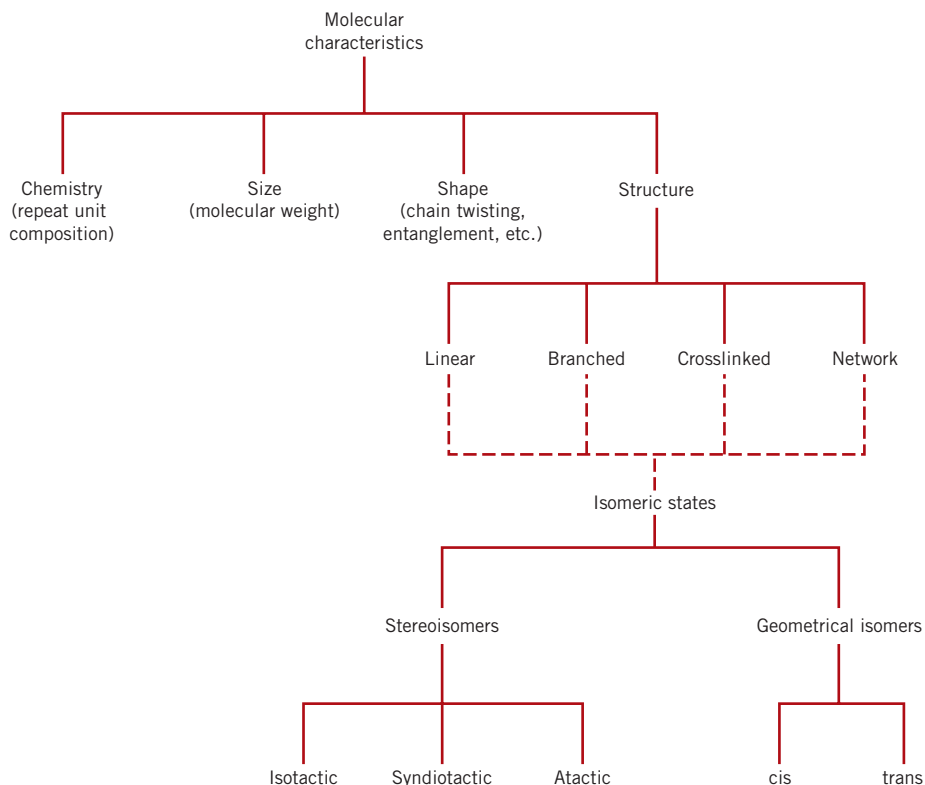 Molecular
characteristics
Chemistry
(repeat unit
composition)
Size
(molecular weight)
Shape
(chain twisting,
entanglement, etc.)
Structure
Linear
Branched
Crosslinked
Network
Isomeric states
Stereoisomers
Geometrical isomers
Isotactic
Syndiotactic
Atactic
cis
trans